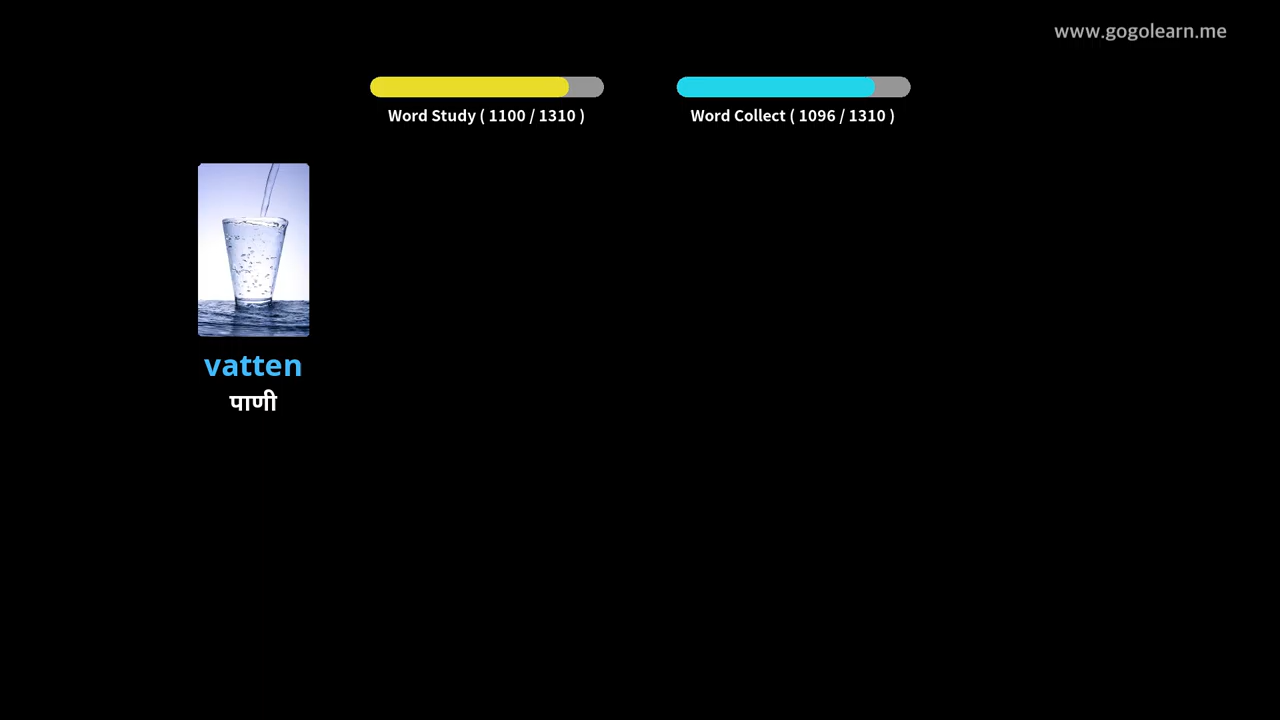 www.gogolearn.me
Word Study ( 1100 / 1310 )
Word Collect ( 1096 / 1310 )
vatten
पाणी